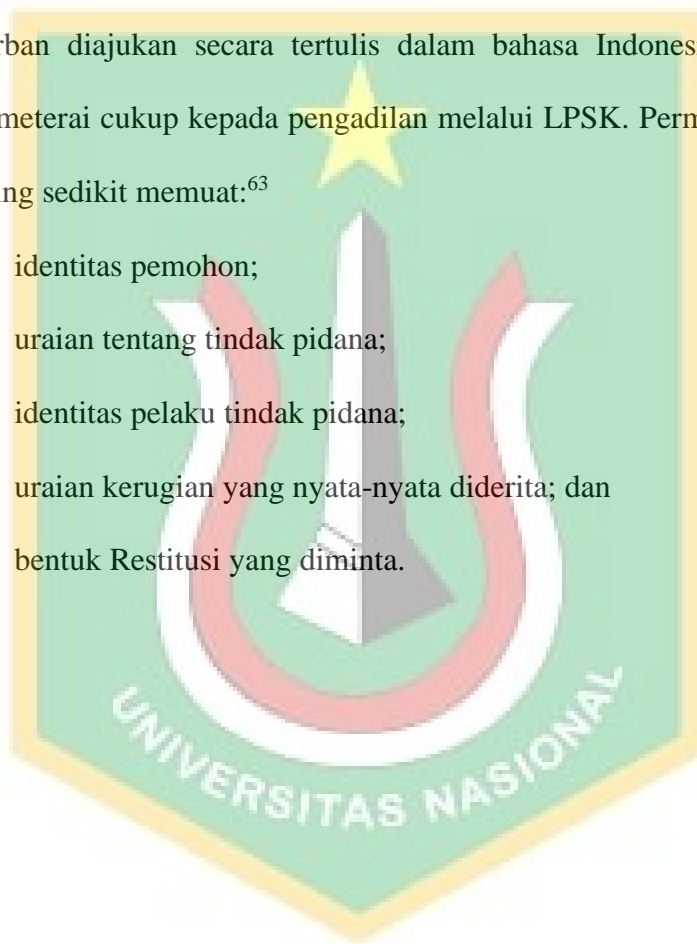 rban diajukan secara tertulis dalam bahasa Indones
meterai cukup kepada pengadilan melalui LPSK. Perm
ng sedikit memuat:63
identitas pemohon;
uraian tentang tindak pidana;
identitas pelaku tindak pidana;
uraian kerugian yang nyata-nyata diderita; dan
bentuk Restitusi yang diminta.
UNIVERSITAS NASIONAL